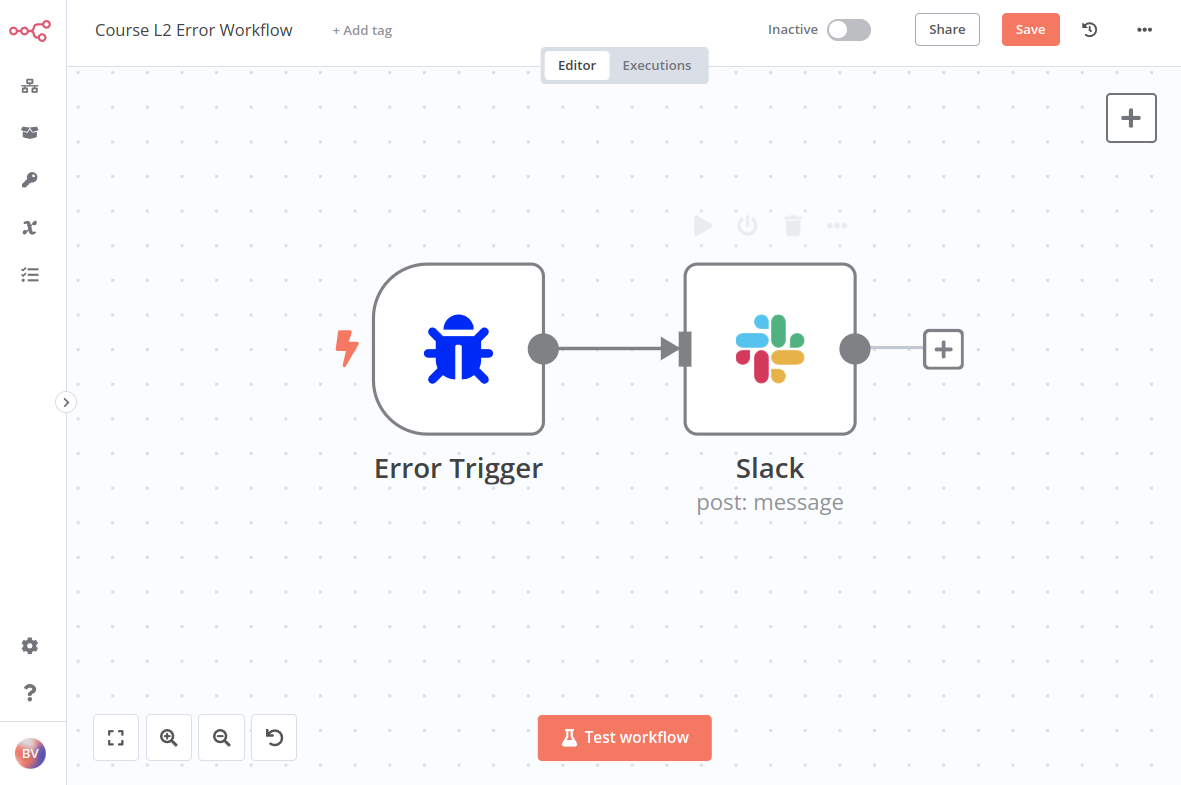 Course L2 Error Workflow
+ Add tag
Inactive
Share
Save
Editor
Executions
Error Trigger
Slack
post: message
Test workflow
BV